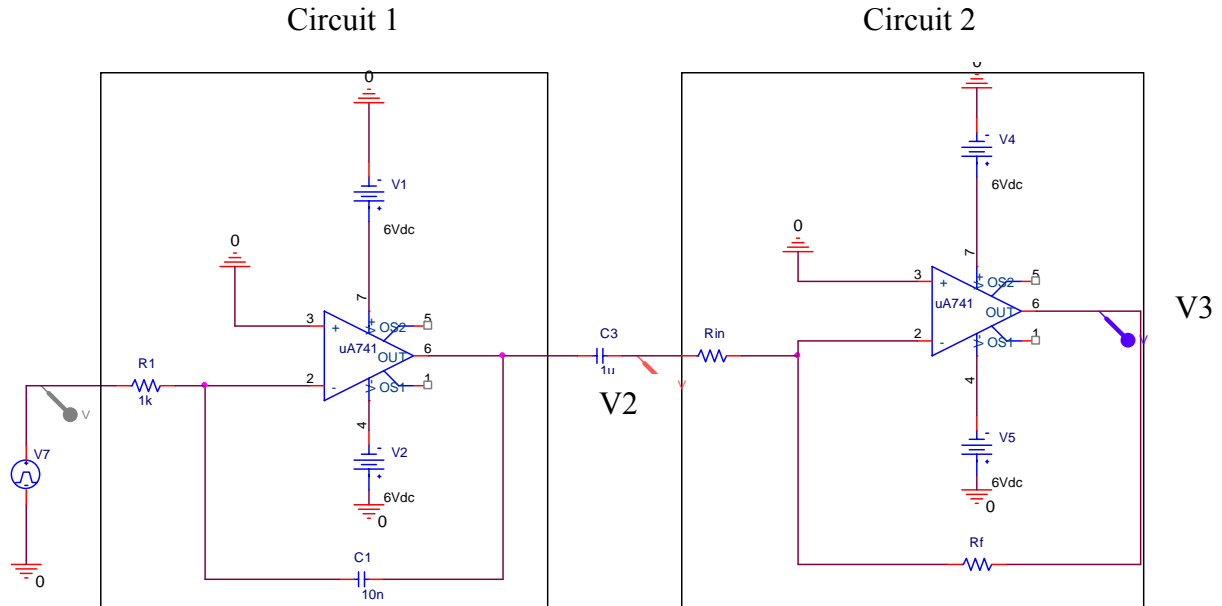 Circuit 1
Circuit 2
0
V1
-
+
6Vdc
0
7
3
+
V+
OS2
5
uA741
OUT
6
2
-
V-
OS1
1
4
R1
1k
V
V7
0
V2
-
+
6Vdc
0
C1
10n
C3
1u
V2
V
0
V4
-
+
6Vdc
0
7
3
+
V+
OS2
5
uA741
OUT
6
2
-
V-
OS1
1
4
Rin
V3
V
V5
-
+
6Vdc
0
Rf